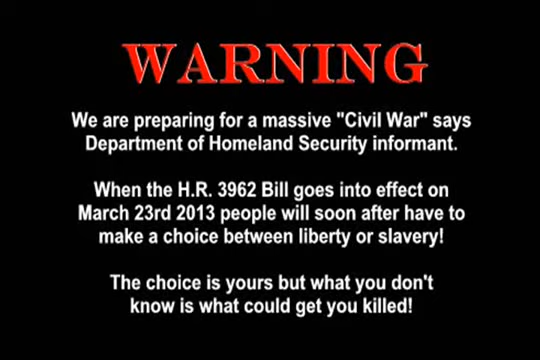 WARNING
We are preparing for a massive "Civil War" says
Department of Homeland Security informant.
When the H.R. 3962 Bill goes into effect on
March 23rd 2013 people will soon after have to
make a choice between liberty or slavery!
The choice is yours but what you don't
know is what could get you killed!